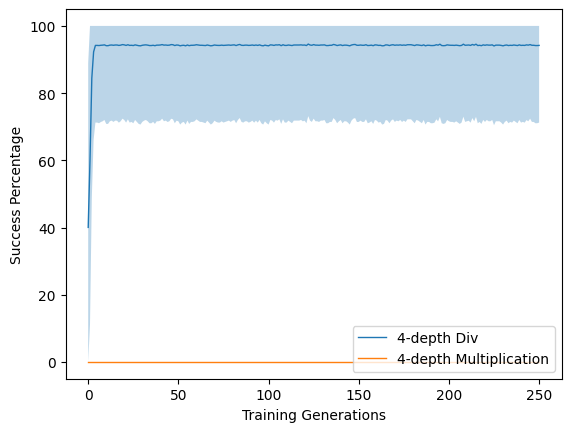 100
80
60
40
20
0
Success Percentage
4-depth Div
4-depth Multiplication
0 50 100 150 200 250
Training Generations